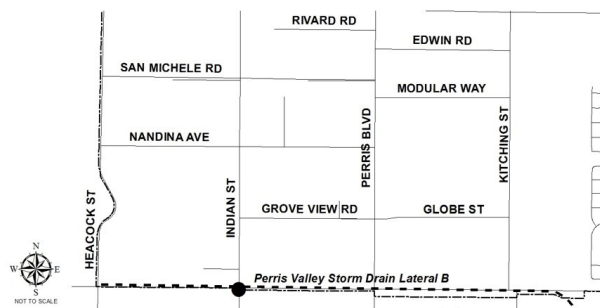 RIVARD RD
EDWIN RD
SAN MICHELE RD
MODULAR WAY
NANDINA AVE
PERRIS BLVD
KITCHING ST
HEACOCK ST
INDIAN ST
GROVE VIEW RD
GLOBE ST
N
W
E
S
NOT TO SCALE
Perris Valley Storm Drain Lateral B